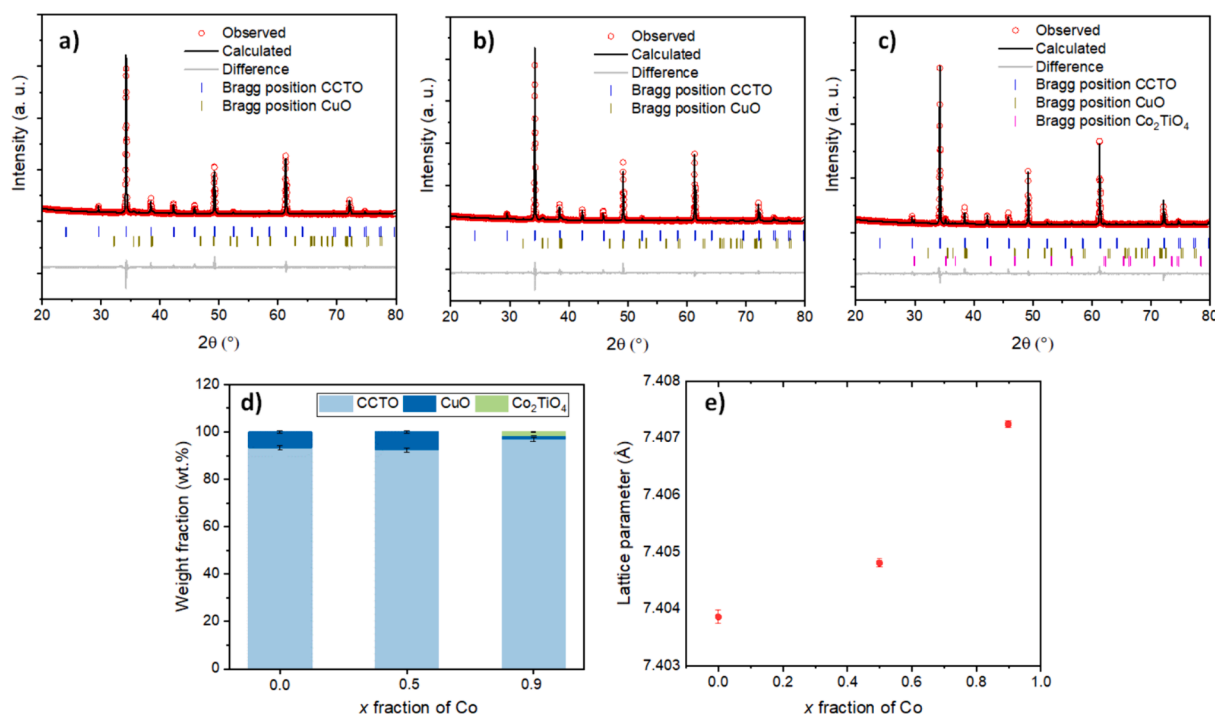 a)
Observed
Calculated
Difference
Bragg position CCTO
Bragg position CuO
Intensity (a. u.)
20 30 40 50 60 70 80
2θ (°)
b)
Observed
Calculated
Difference
Bragg position CCTO
Bragg position CuO
Intensity (a. u.)
20 30 40 50 60 70 80
2θ (°)
c)
Observed
Calculated
Difference
Bragg position CCTO
Bragg position CuO
Bragg position Co₂TiO₄
Intensity (a. u.)
20 30 40 50 60 70 80
2θ (°)
d)
CCTO CuO Co₂TiO₄
Weight fraction (wt.%)
120
100
80
60
40
20
0
0.0 0.5 0.9
x fraction of Co
e)
Lattice parameter (Å)
7.408
7.407
7.406
7.405
7.404
7.403
0.0 0.2 0.4 0.6 0.8 1.0
x fraction of Co